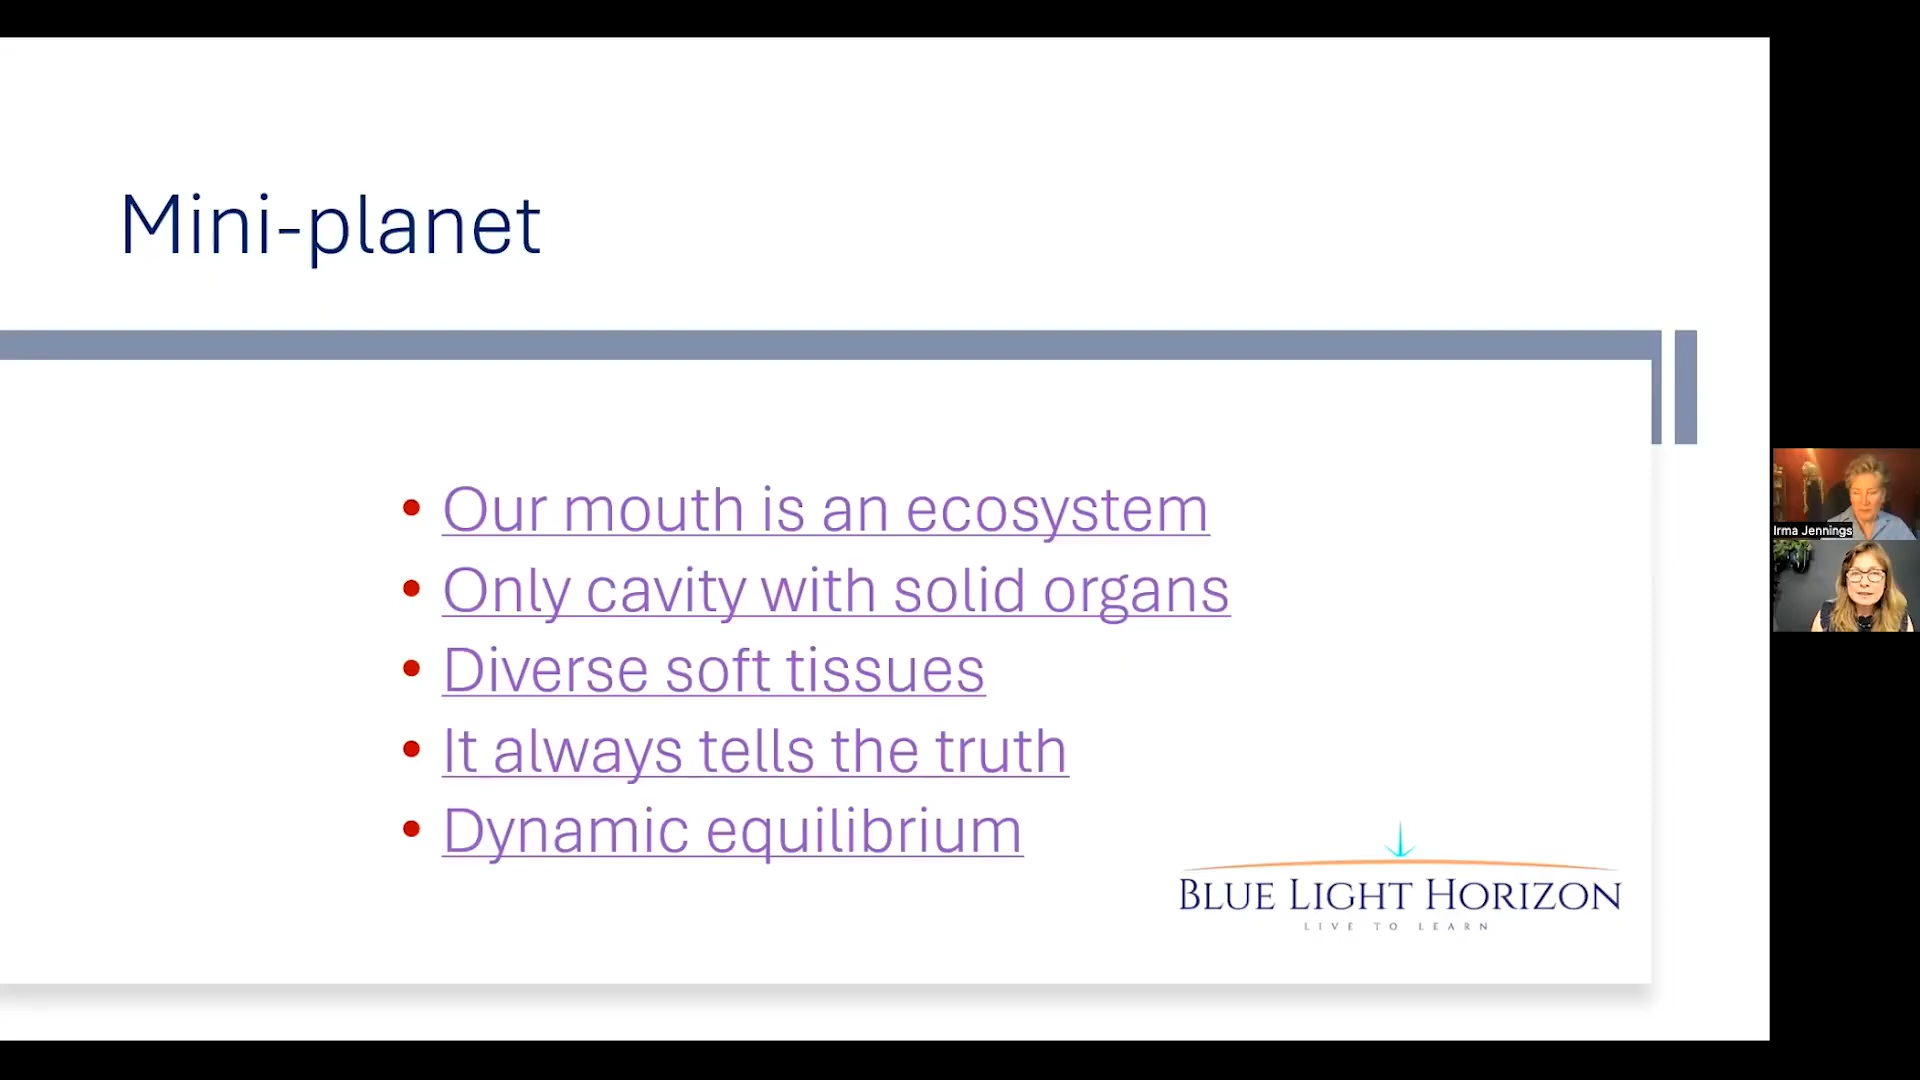 Mini-planet
• Our mouth is an ecosystem
• Only cavity with solid organs
• Diverse soft tissues
• It always tells the truth
• Dynamic equilibrium
BLUE LIGHT HORIZON
LIVE TO LEARN
Irma Jennings